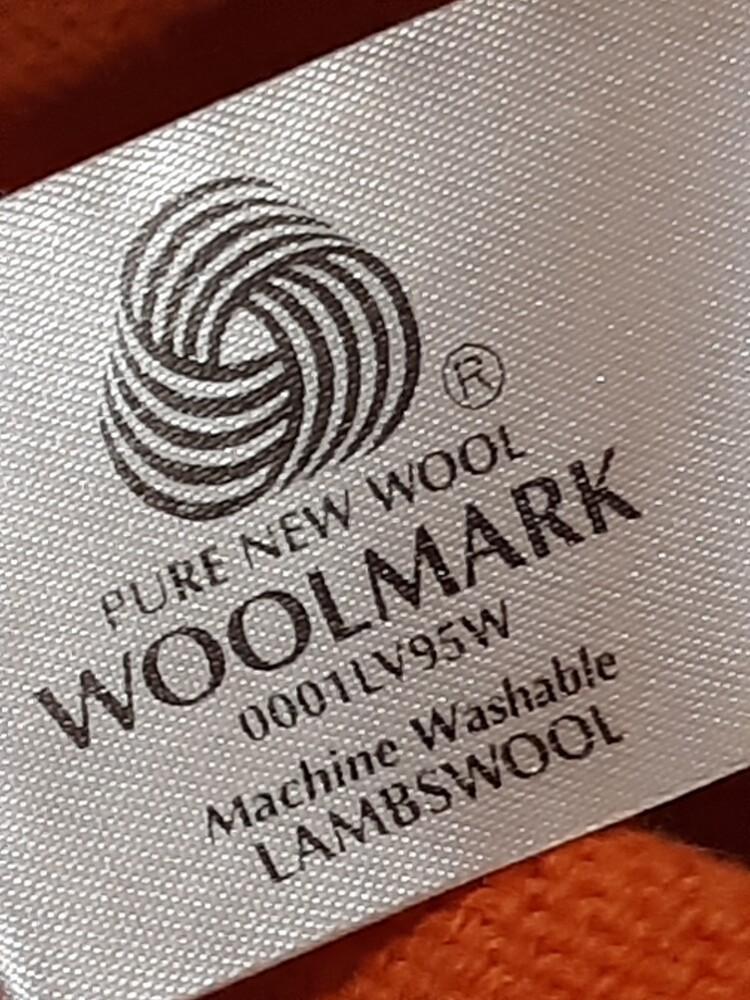 ®
PURE NEW WOOL
WOOLMARK
0001LV95W
Machine Washable
LAMBSWOOL